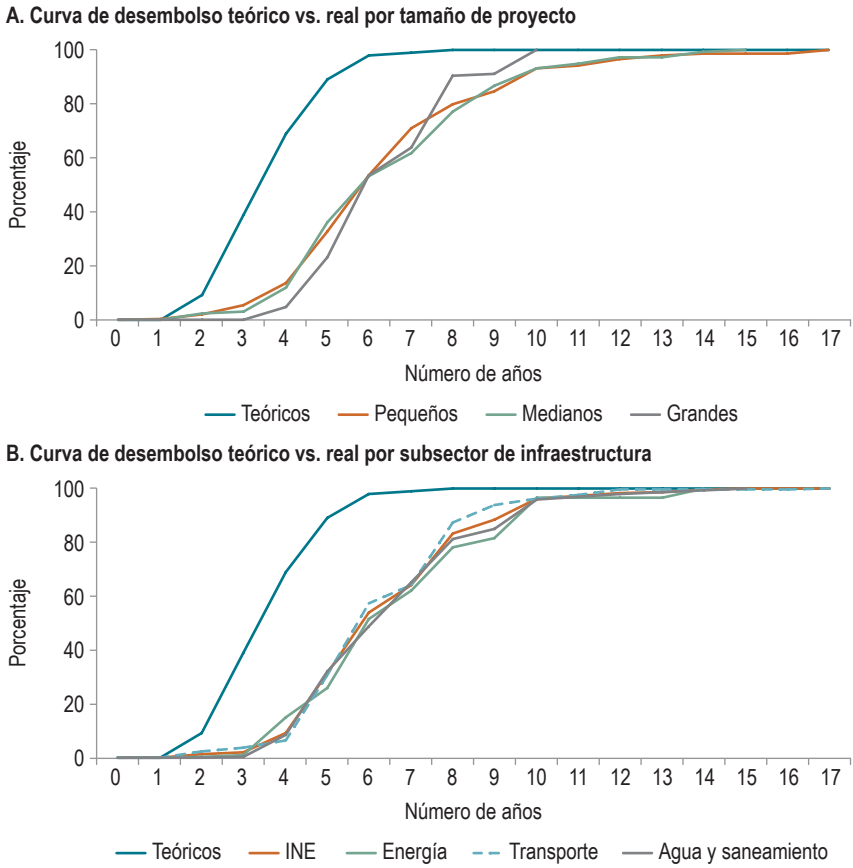 A. Curva de desembolso teórico vs. real por tamaño de proyecto
Porcentaje
100
80
60
40
20
0
0 1 2 3 4 5 6 7 8 9 10 11 12 13 14 15 16 17
Número de años
Teóricos Pequeños Medianos Grandes
B. Curva de desembolso teórico vs. real por subsector de infraestructura
Porcentaje
100
80
60
40
20
0
0 1 2 3 4 5 6 7 8 9 10 11 12 13 14 15 16 17
Número de años
Teóricos INE Energía Transporte Agua y saneamiento